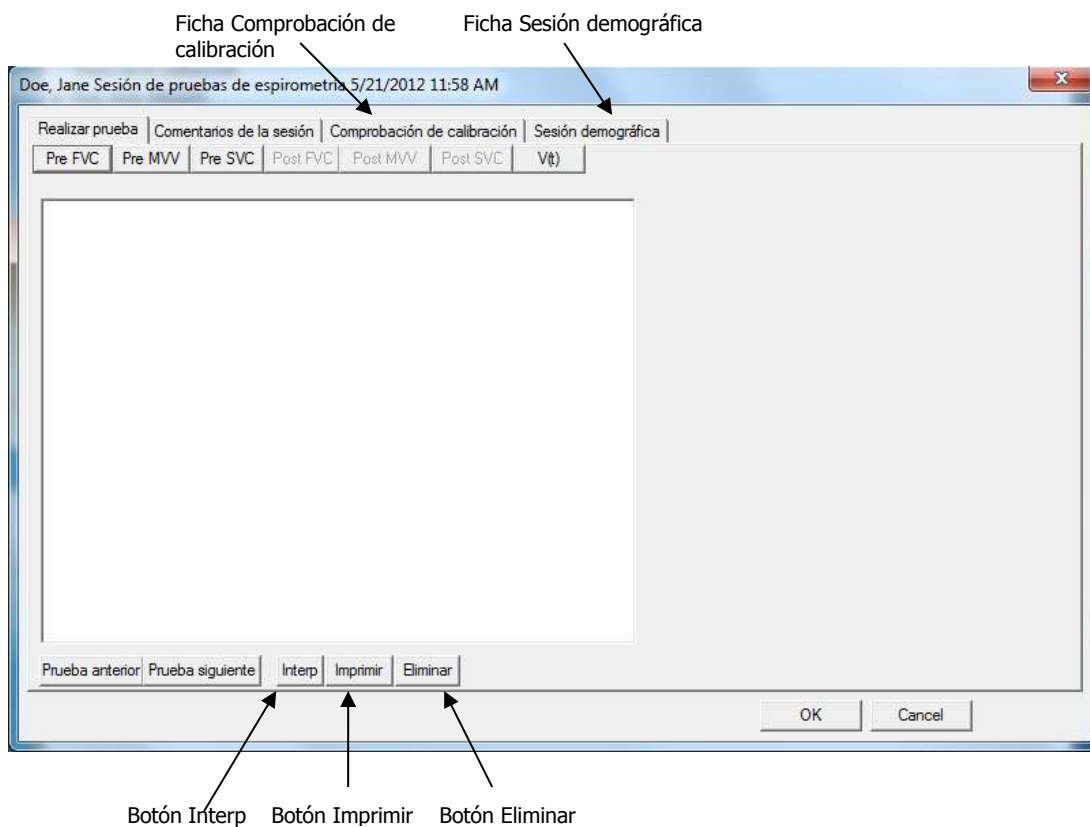 Ficha Comprobación de
calibración
Ficha Sesión demográfica
Doe, Jane Sesión de pruebas de espirometría 5/21/2012 11:58 AM
Realizar prueba Comentarios de la sesión Comprobación de calibración Sesión demográfica
Pre FVC Pre MVV Pre SVC Post FVC Post MVV Post SVC V(t)
Prueba anterior Prueba siguiente Interp Imprimir Eliminar
OK Cancel
Botón Interp Botón Imprimir Botón Eliminar